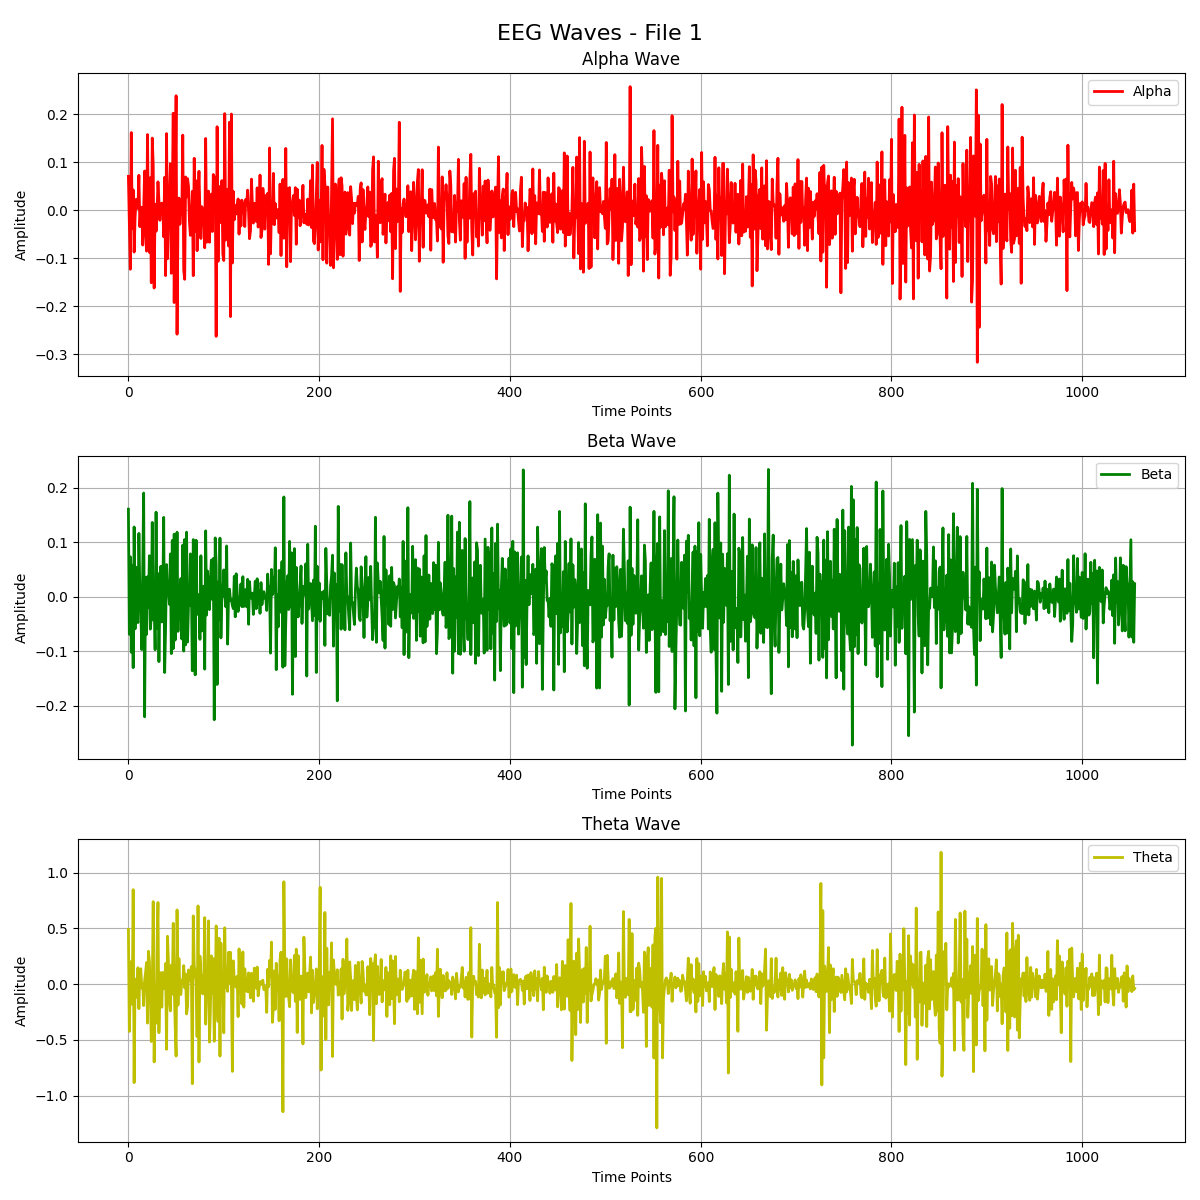 EEG Waves - File 1
Alpha Wave
Alpha
0.2
0.1
0.0
−0.1
−0.2
−0.3
Amplitude
0 200 400 600 800 1000
Time Points
Beta Wave
Beta
0.2
0.1
0.0
−0.1
−0.2
Amplitude
0 200 400 600 800 1000
Time Points
Theta Wave
Theta
1.0
0.5
0.0
−0.5
−1.0
Amplitude
0 200 400 600 800 1000
Time Points